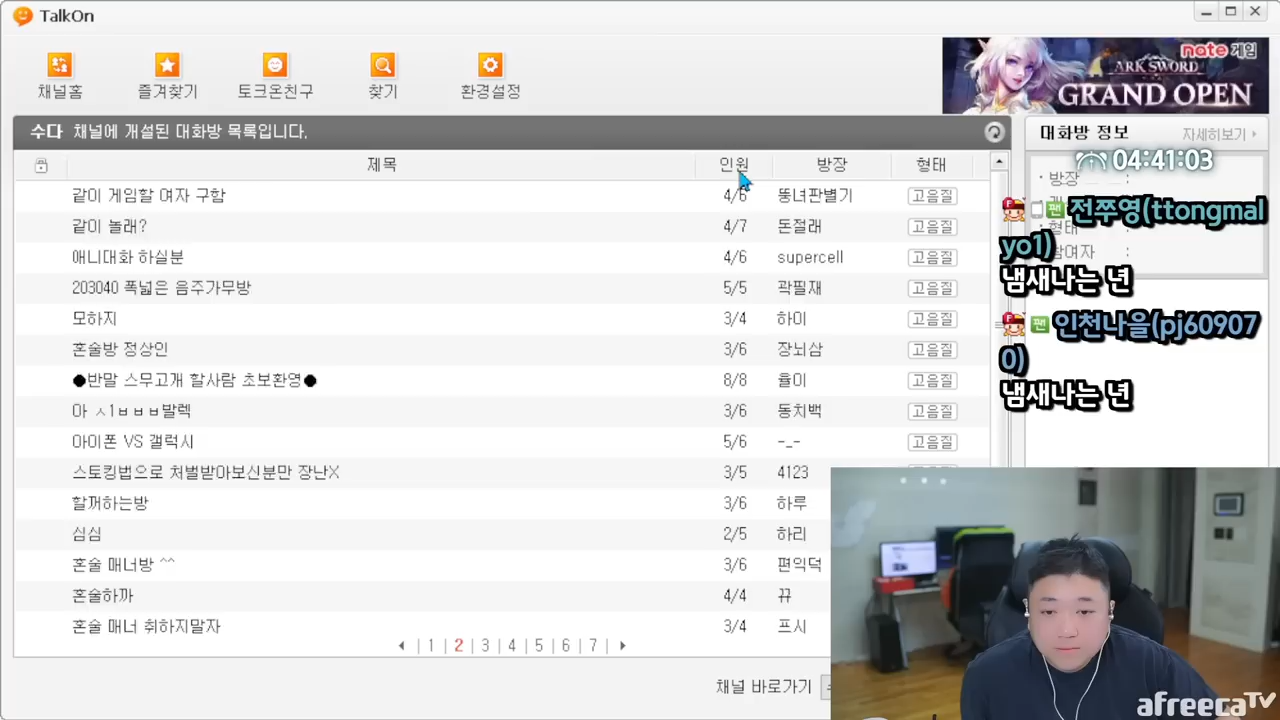 TalkOn
채널홈
즐겨찾기
토크온친구
찾기
환경설정
nate 게임
ARK SWORD
GRAND OPEN
수다 채널에 개설된 대화방 목록입니다.
제목 인원 방장 형태
같이 게임할 여자 구함 4/6 뚱녀판별기 고음질
같이 놀래? 4/7 돈절래 고음질
애니대화 하실분 4/6 supercell 고음질
203040 폭넓은 음주가무방 5/5 곽필재 고음질
모하지 3/4 하이 고음질
혼술방 정상인 3/6 장뇌삼 고음질
●반말 스무고개 할사람 초보환영● 8/8 율이 고음질
아 ㅅ1ㅂㅂㅂ발렉 3/6 동치백 고음질
아이폰 VS 갤럭시 5/6 -_- 고음질
스토킹법으로 처벌받아보신분만 장난X 3/5 4123
할꺼하는방 3/6 하루
심심 2/5 하리
혼술 매너방 ^^ 3/6 편익덕
혼술하까 4/4 뀨
혼술 매너 취하지말자 3/4 프시
1 | 2 | 3 | 4 | 5 | 6 | 7
채널 바로가기
대화방 정보 자세히보기
04:41:03
· 방장 :
형태 :
참여자 :
F 팬 전쭈영(ttongmal
yo1)
냄새나는 년
F 팬 인천나을(pj60907
0)
냄새나는 년
afreecaTV